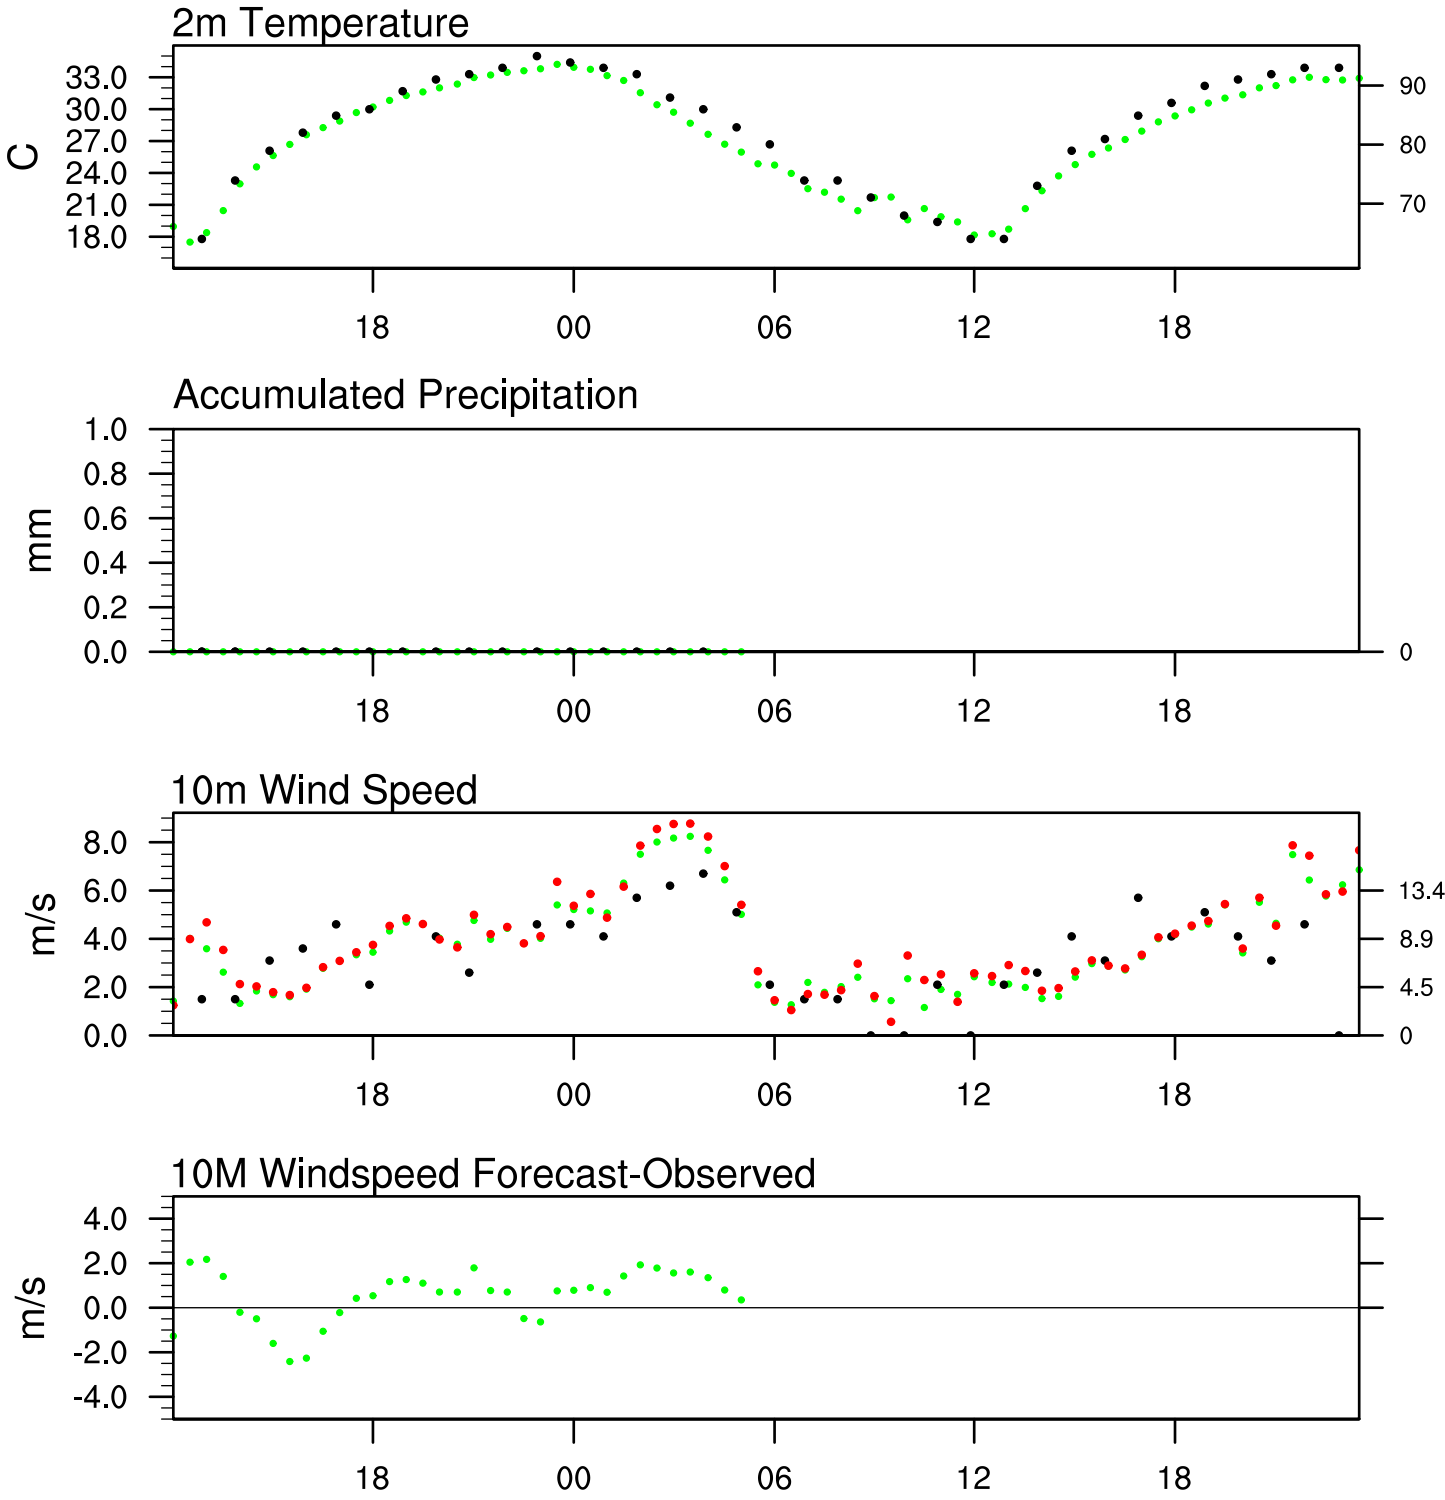 2m Temperature
C
33.0
30.0
27.0
24.0
21.0
18.0
90
80
70
18 00 06 12 18
Accumulated Precipitation
mm
1.0
0.8
0.6
0.4
0.2
0.0
0
18 00 06 12 18
10m Wind Speed
m/s
8.0
6.0
4.0
2.0
0.0
13.4
8.9
4.5
0
18 00 06 12 18
10M Windspeed Forecast-Observed
m/s
4.0
2.0
0.0
-2.0
-4.0
18 00 06 12 18